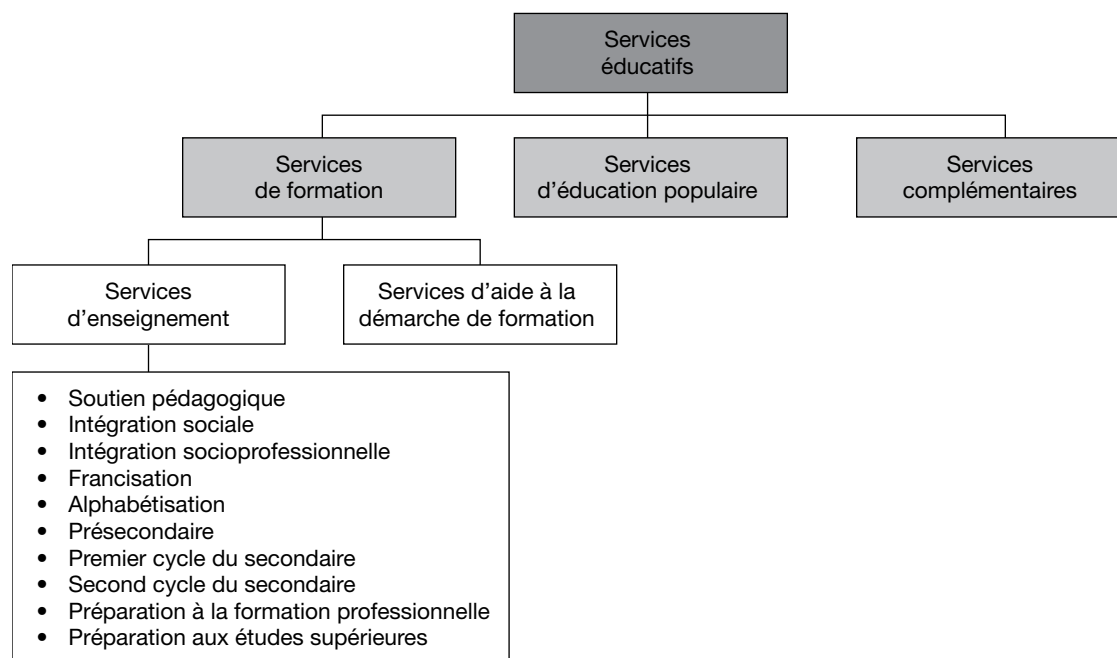 Services
éducatifs
Services
de formation
Services
d'éducation populaire
Services
complémentaires
Services
d'enseignement
Services d'aide à la
démarche de formation
• Soutien pédagogique
• Intégration sociale
• Intégration socioprofessionnelle
• Francisation
• Alphabétisation
• Présecondaire
• Premier cycle du secondaire
• Second cycle du secondaire
• Préparation à la formation professionnelle
• Préparation aux études supérieures